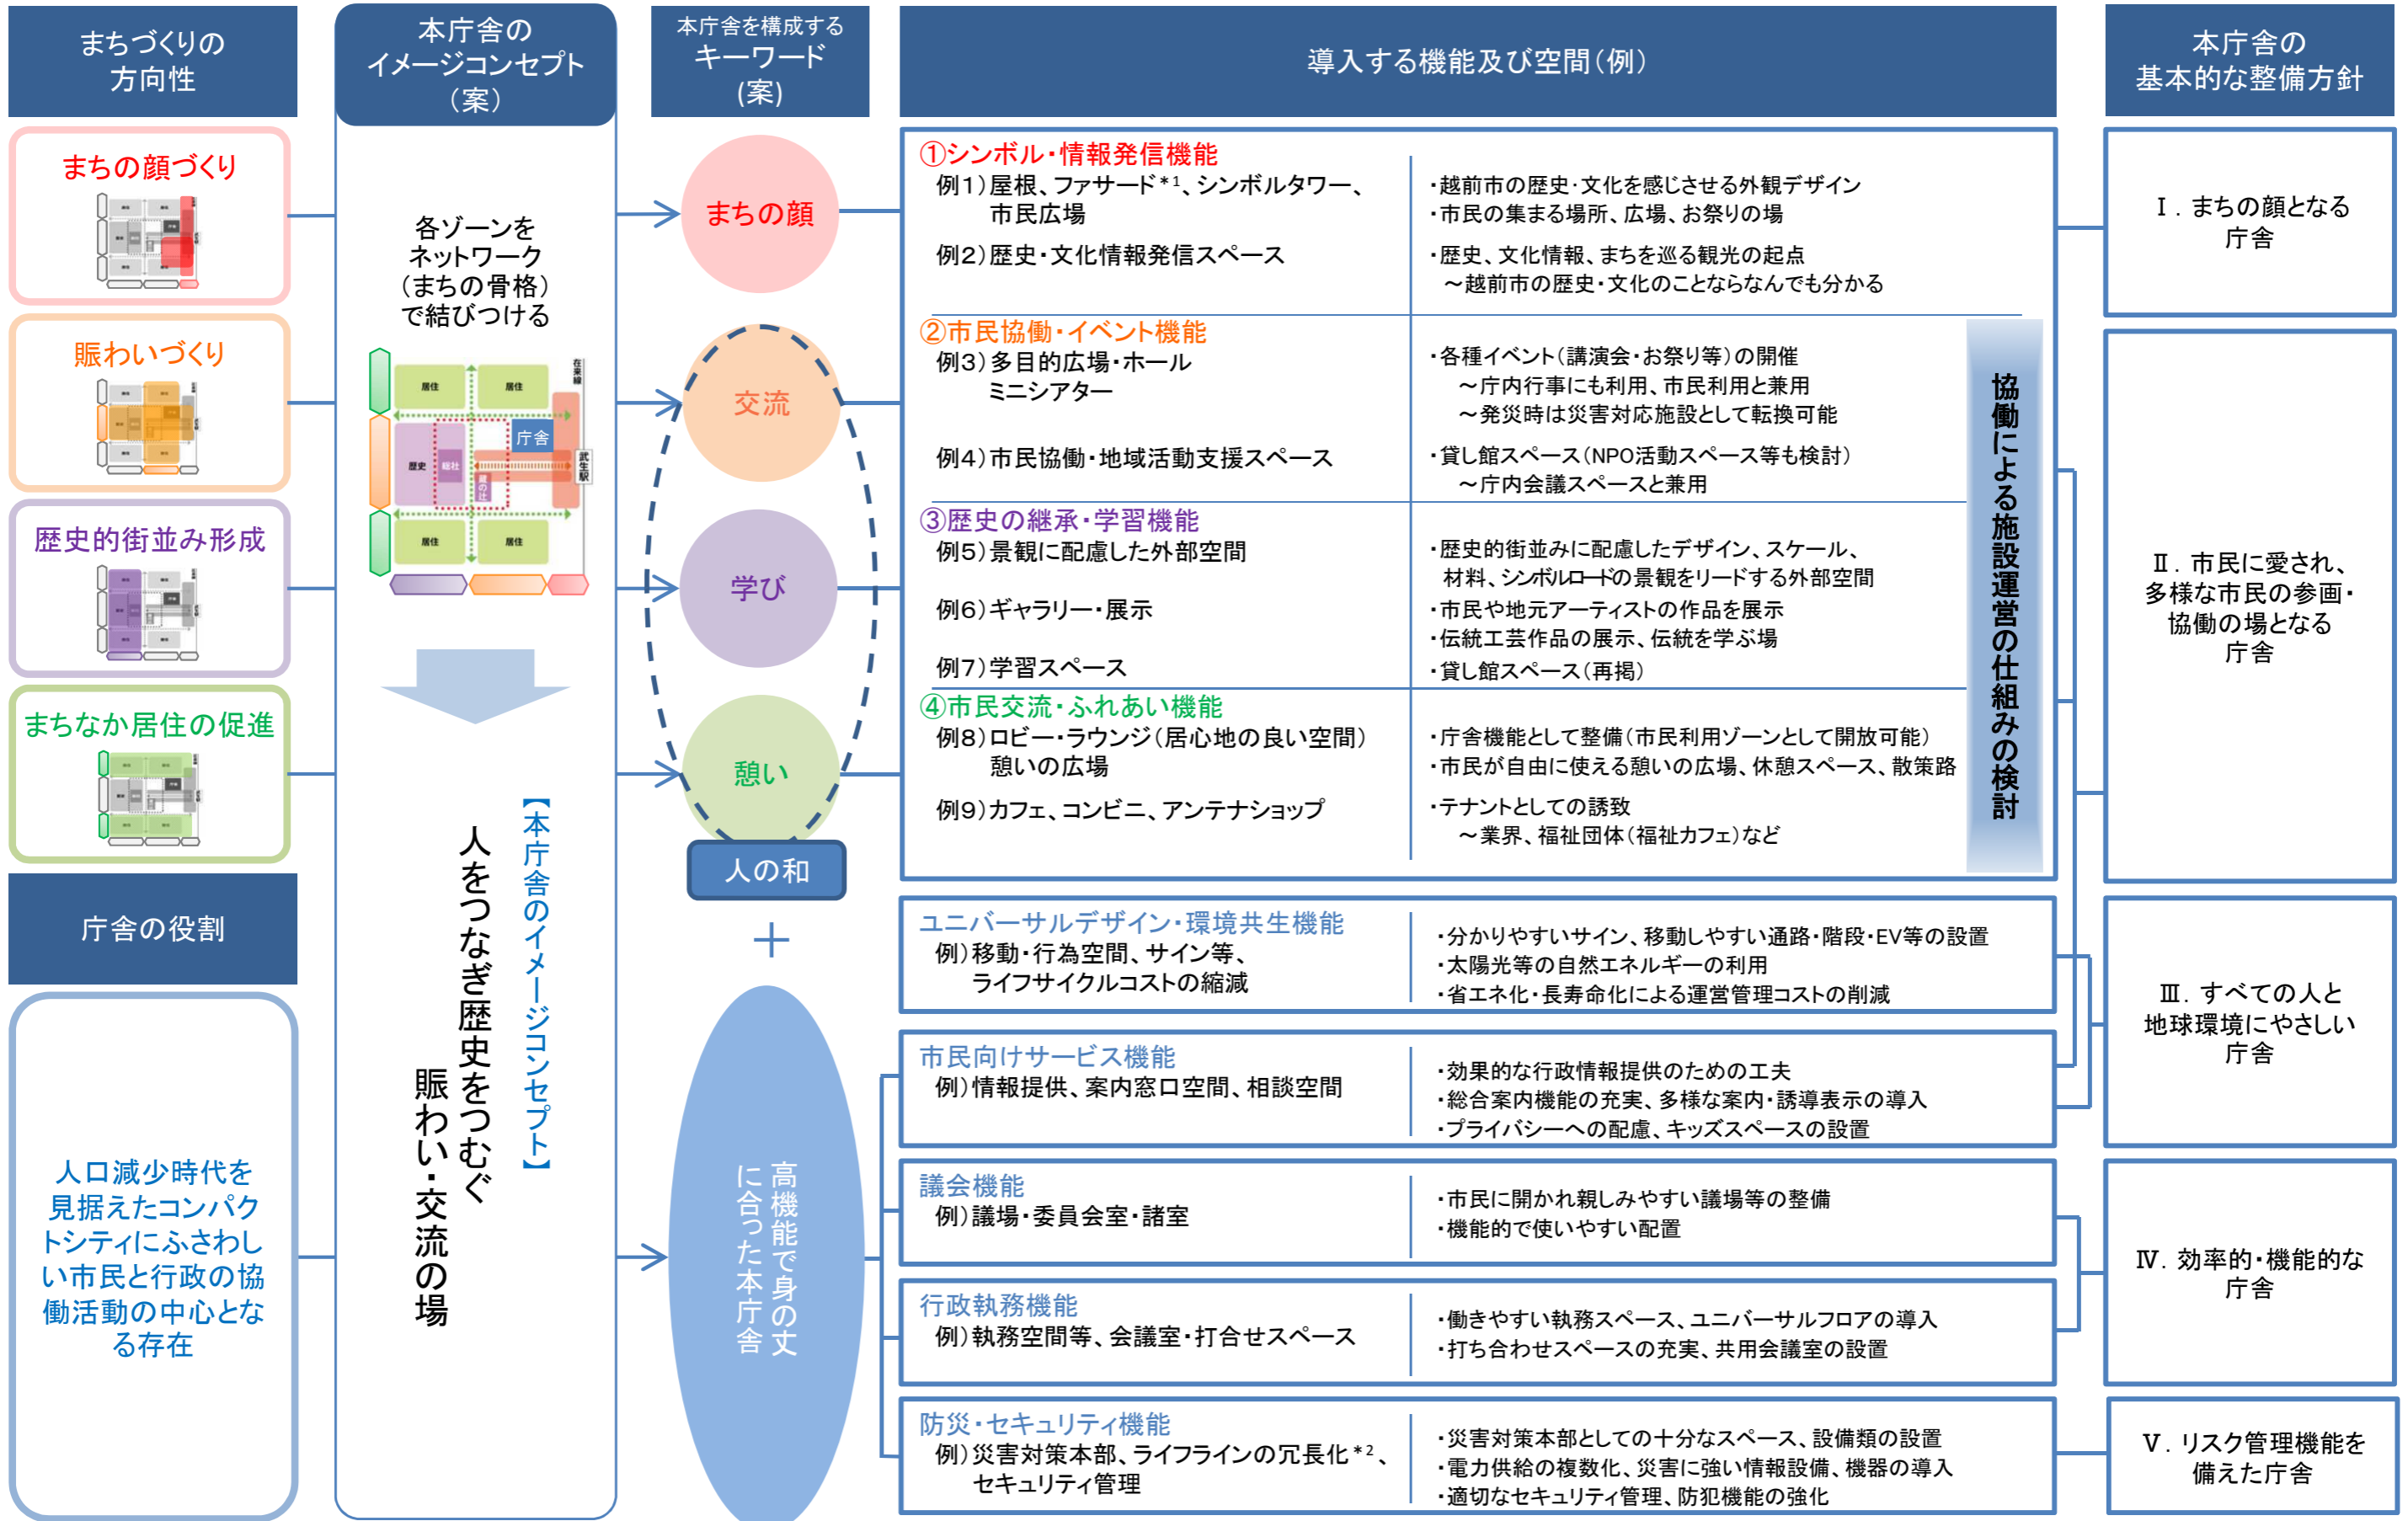 まちづくりの
方向性
本庁舎の
イメージコンセプト
（案）
本庁舎を構成する
キーワード
(案)
導入する機能及び空間（例）
本庁舎の
基本的な整備方針
まちの顔づくり
賑わいづくり
歴史的街並み形成
まちなか居住の促進
庁舎の役割
人口減少時代を
見据えたコンパク
トシティにふさわし
い市民と行政の協
働活動の中心とな
る存在
各ゾーンを
ネットワーク
（まちの骨格）
で結びつける
居住
居住
在来線
庁舎
歴史
総社
蔵の辻
武生駅
居住
居住
【本庁舎のイメージコンセプト】
人をつなぎ歴史をつむぐ
賑わい・交流の場
まちの顔
交流
学び
憩い
人の和
＋
高機能で身の丈
に合った本庁舎
①シンボル・情報発信機能
例１）屋根、ファサード＊１、シンボルタワー、
市民広場
・越前市の歴史・文化を感じさせる外観デザイン
・市民の集まる場所、広場、お祭りの場
例２）歴史・文化情報発信スペース
・歴史、文化情報、まちを巡る観光の起点
～越前市の歴史・文化のことならなんでも分かる
②市民協働・イベント機能
例３）多目的広場・ホール
ミニシアター
・各種イベント（講演会・お祭り等）の開催
～庁内行事にも利用、市民利用と兼用
～発災時は災害対応施設として転換可能
例４）市民協働・地域活動支援スペース
・貸し館スペース（NPO活動スペース等も検討）
～庁内会議スペースと兼用
③歴史の継承・学習機能
例５）景観に配慮した外部空間
・歴史的街並みに配慮したデザイン、スケール、
材料、シンボルロードの景観をリードする外部空間
例６）ギャラリー・展示
・市民や地元アーティストの作品を展示
・伝統工芸作品の展示、伝統を学ぶ場
例７）学習スペース
・貸し館スペース（再掲）
④市民交流・ふれあい機能
例８）ロビー・ラウンジ（居心地の良い空間）
憩いの広場
・庁舎機能として整備（市民利用ゾーンとして開放可能）
・市民が自由に使える憩いの広場、休憩スペース、散策路
例９）カフェ、コンビニ、アンテナショップ
・テナントとしての誘致
～業界、福祉団体（福祉カフェ）など
協働による施設運営の仕組みの検討
ユニバーサルデザイン・環境共生機能
例）移動・行為空間、サイン等、
ライフサイクルコストの縮減
・分かりやすいサイン、移動しやすい通路・階段・EV等の設置
・太陽光等の自然エネルギーの利用
・省エネ化・長寿命化による運営管理コストの削減
市民向けサービス機能
例）情報提供、案内窓口空間、相談空間
・効果的な行政情報提供のための工夫
・総合案内機能の充実、多様な案内・誘導表示の導入
・プライバシーへの配慮、キッズスペースの設置
議会機能
例）議場・委員会室・諸室
・市民に開かれ親しみやすい議場等の整備
・機能的で使いやすい配置
行政執務機能
例）執務空間等、会議室・打合せスペース
・働きやすい執務スペース、ユニバーサルフロアの導入
・打ち合わせスペースの充実、共用会議室の設置
防災・セキュリティ機能
例）災害対策本部、ライフラインの冗長化＊２、
セキュリティ管理
・災害対策本部としての十分なスペース、設備類の設置
・電力供給の複数化、災害に強い情報設備、機器の導入
・適切なセキュリティ管理、防犯機能の強化
Ⅰ．まちの顔となる
庁舎
Ⅱ．市民に愛され、
多様な市民の参画・
協働の場となる
庁舎
Ⅲ．すべての人と
地球環境にやさしい
庁舎
Ⅳ．効率的・機能的な
庁舎
Ⅴ．リスク管理機能を
備えた庁舎